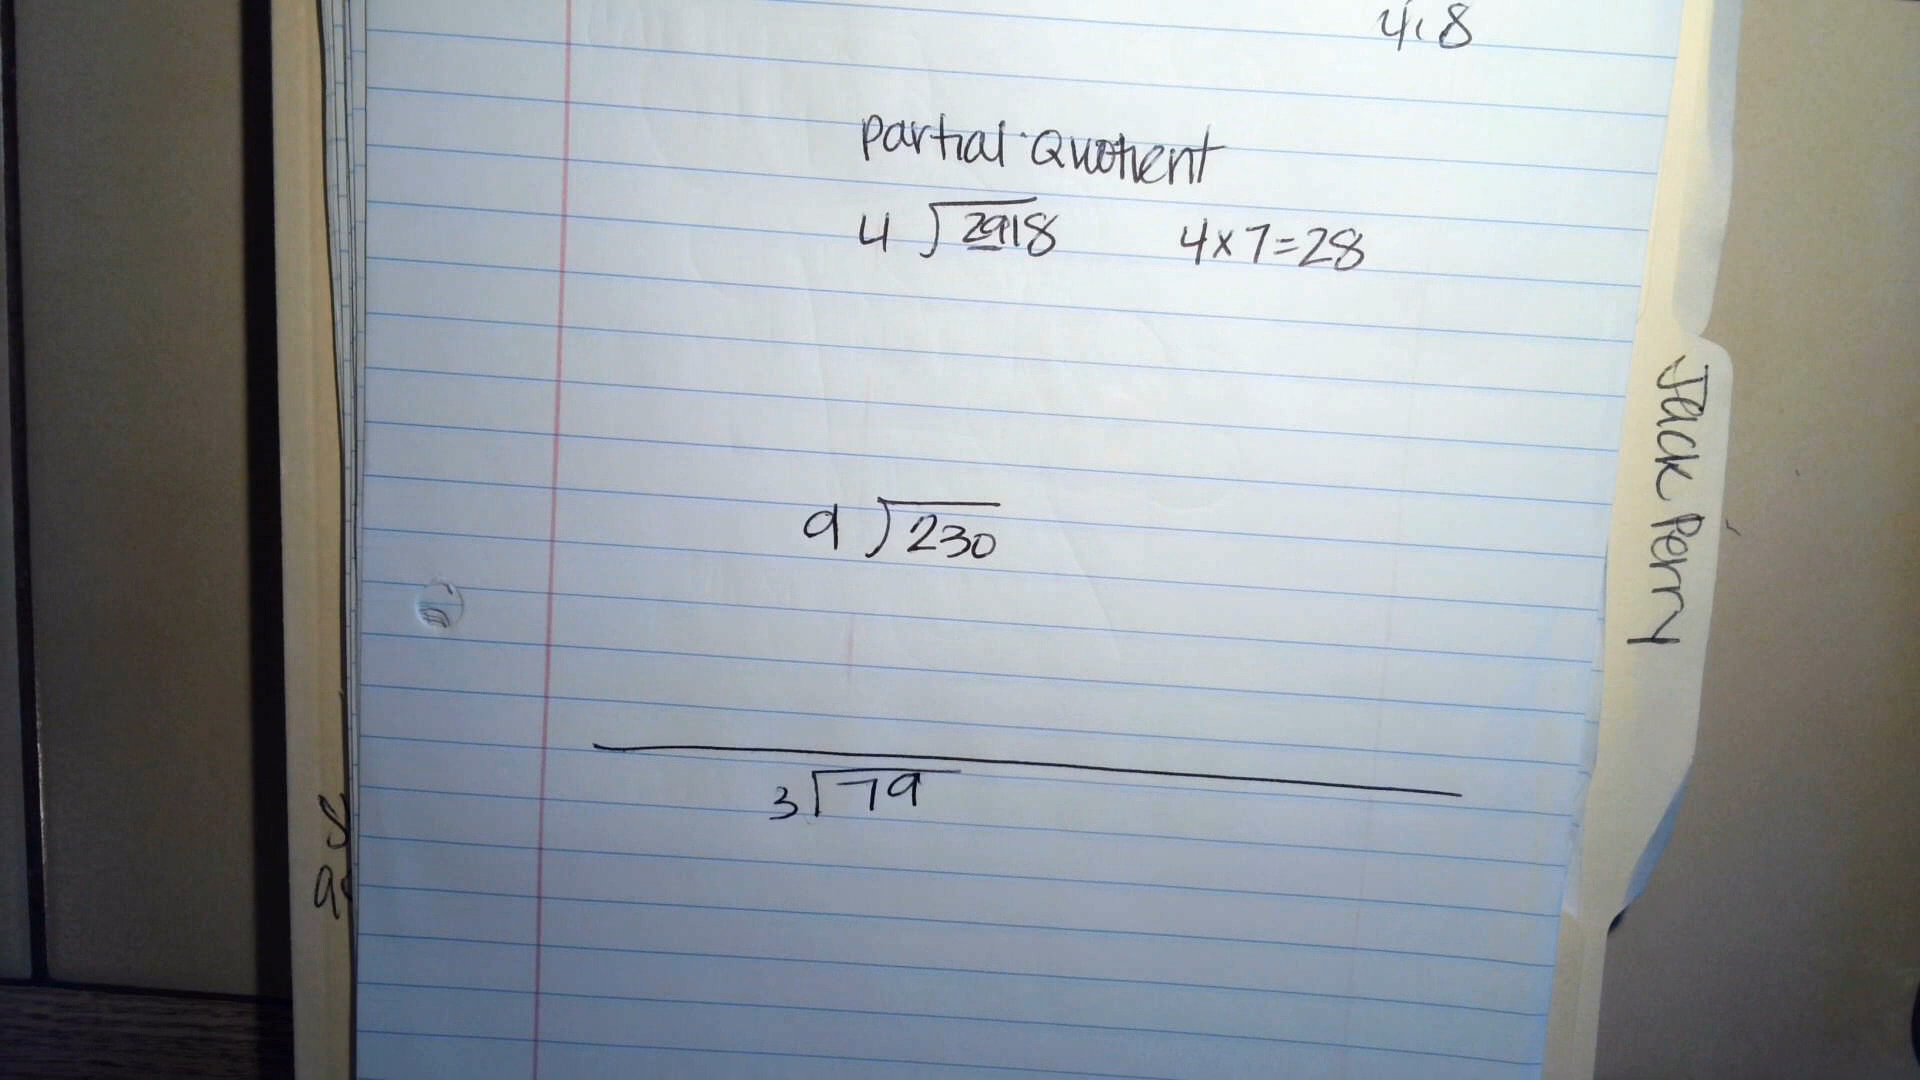 4,8
Partial Quotient
4 ⟌2918 4x7=28
9 ⟌230
3 ⟌79
Jack Perry